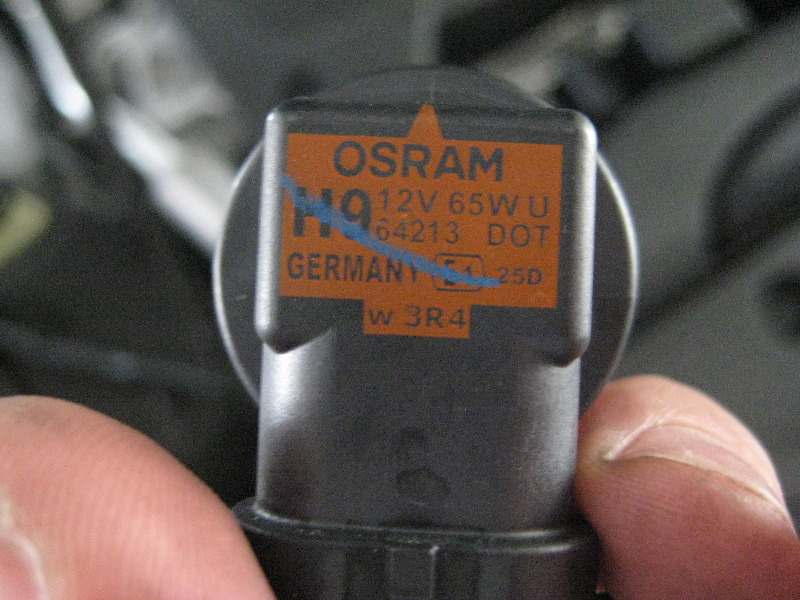 OSRAM
H9 12V 65W U
64213 DOT
GERMANY E1 25D
w 3R4